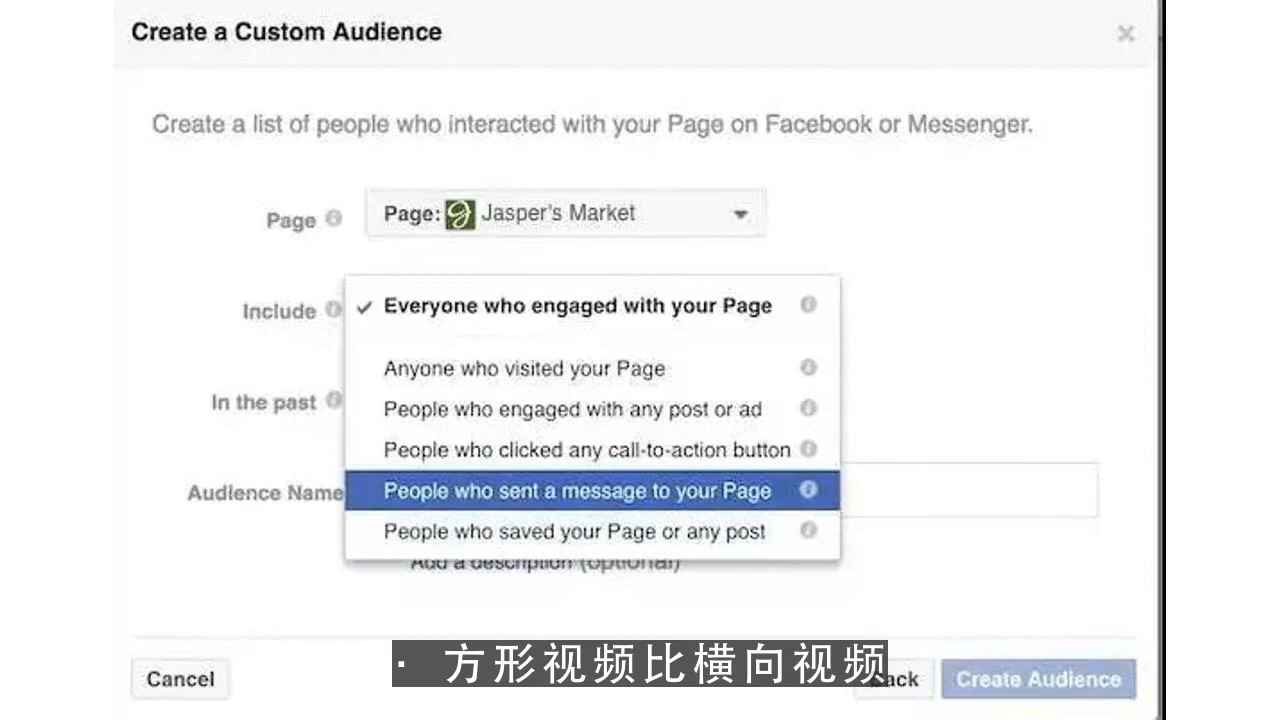 Create a Custom Audience
Create a list of people who interacted with your Page on Facebook or Messenger.
Page Page: Jasper's Market
Include Everyone who engaged with your Page
Anyone who visited your Page
In the past
People who engaged with any post or ad
People who clicked any call-to-action button
Audience Name People who sent a message to your Page
People who saved your Page or any post
Add a description (optional)
· 方形视频比横向视频
Cancel Back Create Audience